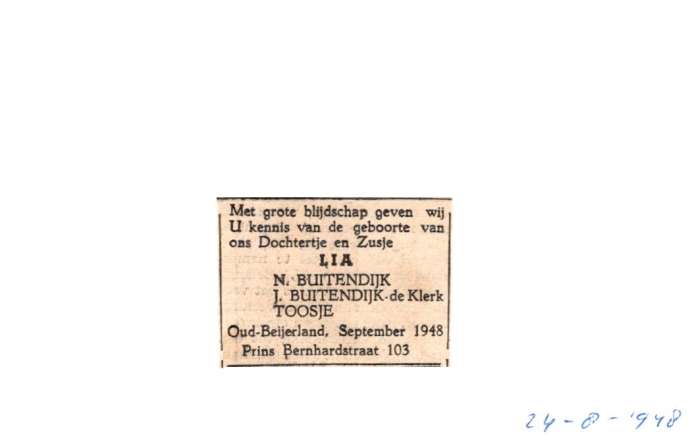 Met grote blijdschap geven wij
U kennis van de geboorte van
ons Dochtertje en Zusje
LIA
N. BUITENDIJK
J. BUITENDIJK-de Klerk
TOOSJE
Oud-Beijerland, September 1948
Prins Bernhardstraat 103
24-8-'948